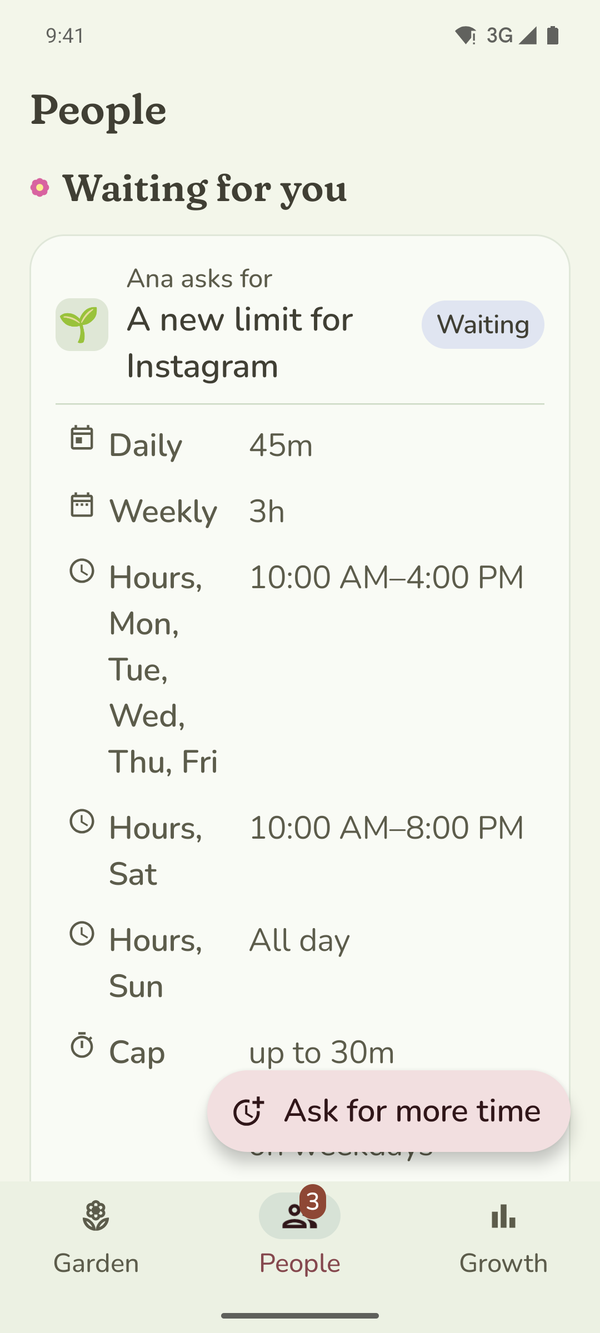 9:41
3G
People
Waiting for you
Ana asks for
A new limit for
Instagram
Waiting
Daily
45m
Weekly
3h
Hours,
Mon,
Tue,
Wed,
Thu, Fri
10:00 AM–4:00 PM
Hours,
Sat
10:00 AM–8:00 PM
Hours,
Sun
All day
Cap
up to 30m
Ask for more time
on weekdays
3
Garden
People
Growth